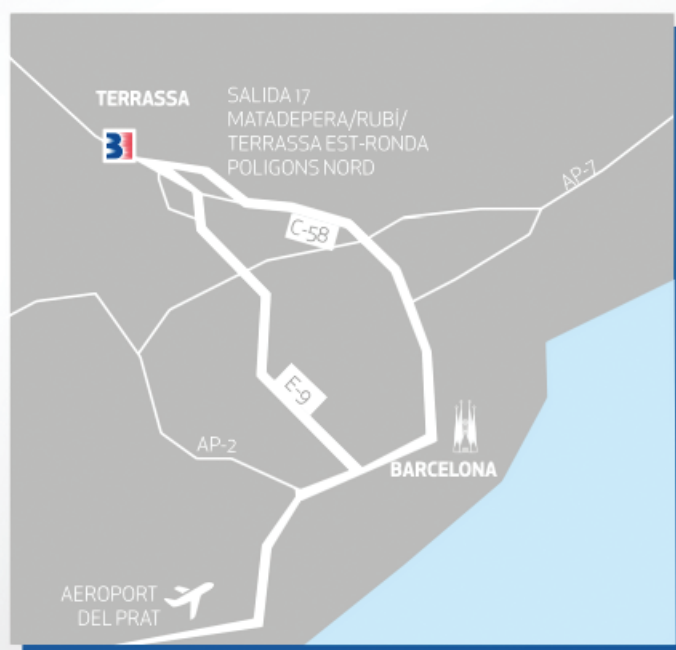 TERRASSA
SALIDA 17
MATADEPERA/RUBÍ/
TERRASSA EST-RONDA
POLIGONS NORD
AP-7
C-58
E-9
AP-2
BARCELONA
AEROPORT
DEL PRAT